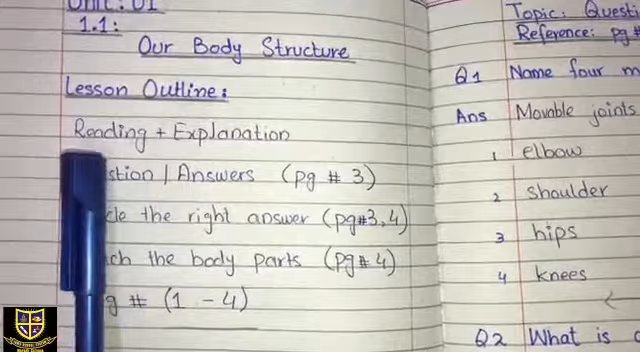 Unit: 01
1.1:
Our Body Structure
Lesson Outline:
Reading + Explanation
stion / Answers (pg # 3)
cle the right answer (pg#3,4)
ch the body parts (pg# 4)
g # (1 - 4)
Topic: Questi
Reference: pg #
Q1 Name four m
Ans Movable joints
1 elbow
2 shoulder
3 hips
4 knees
Q2 What is